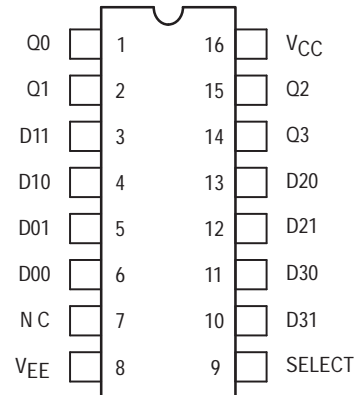 Q0 1 16 VCC
Q1 2 15 Q2
D11 3 14 Q3
D10 4 13 D20
D01 5 12 D21
D00 6 11 D30
N C 7 10 D31
VEE 8 9 SELECT